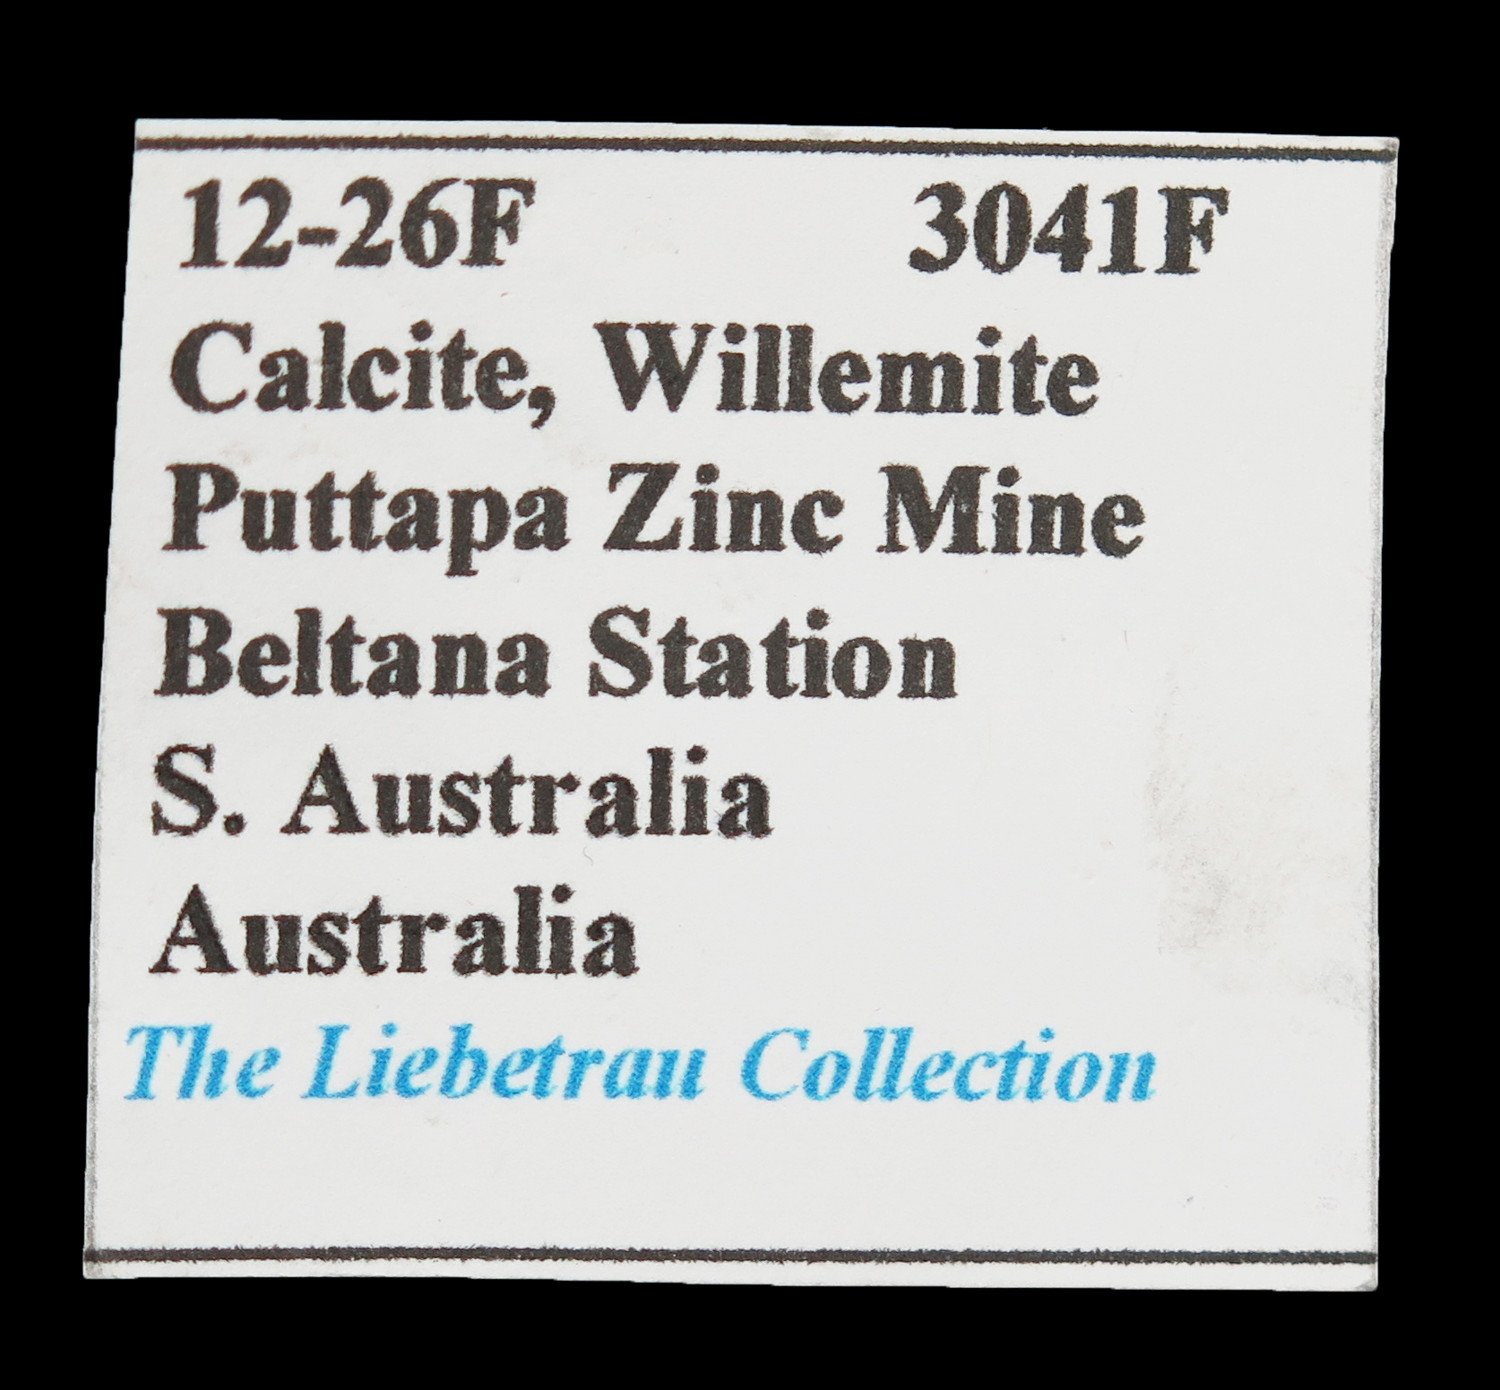 12-26F 3041F
Calcite, Willemite
Puttapa Zinc Mine
Beltana Station
S. Australia
Australia
The Liebetrau Collection